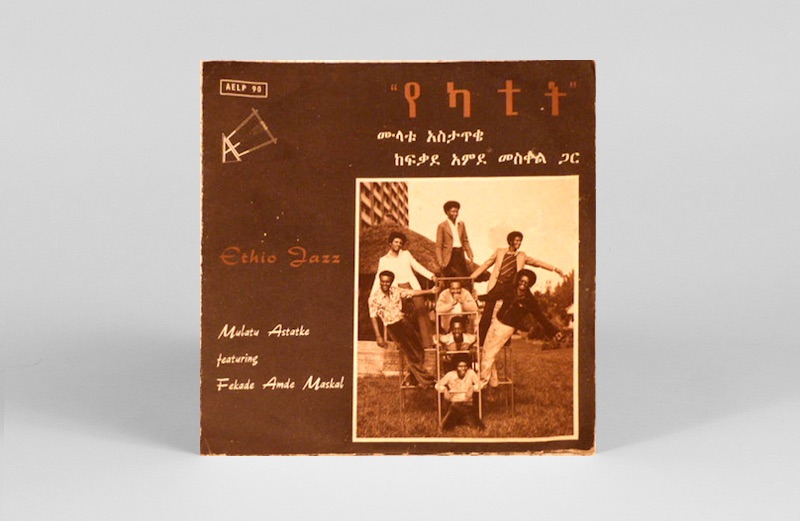 AELP 90
"የካቲት"
ሙላቱ አስታጥቄ
ከፍቃደ አምደ መስቀል ጋር
Ethio Jazz
Mulatu Astatke
featuring
Fekade Amde Maskal